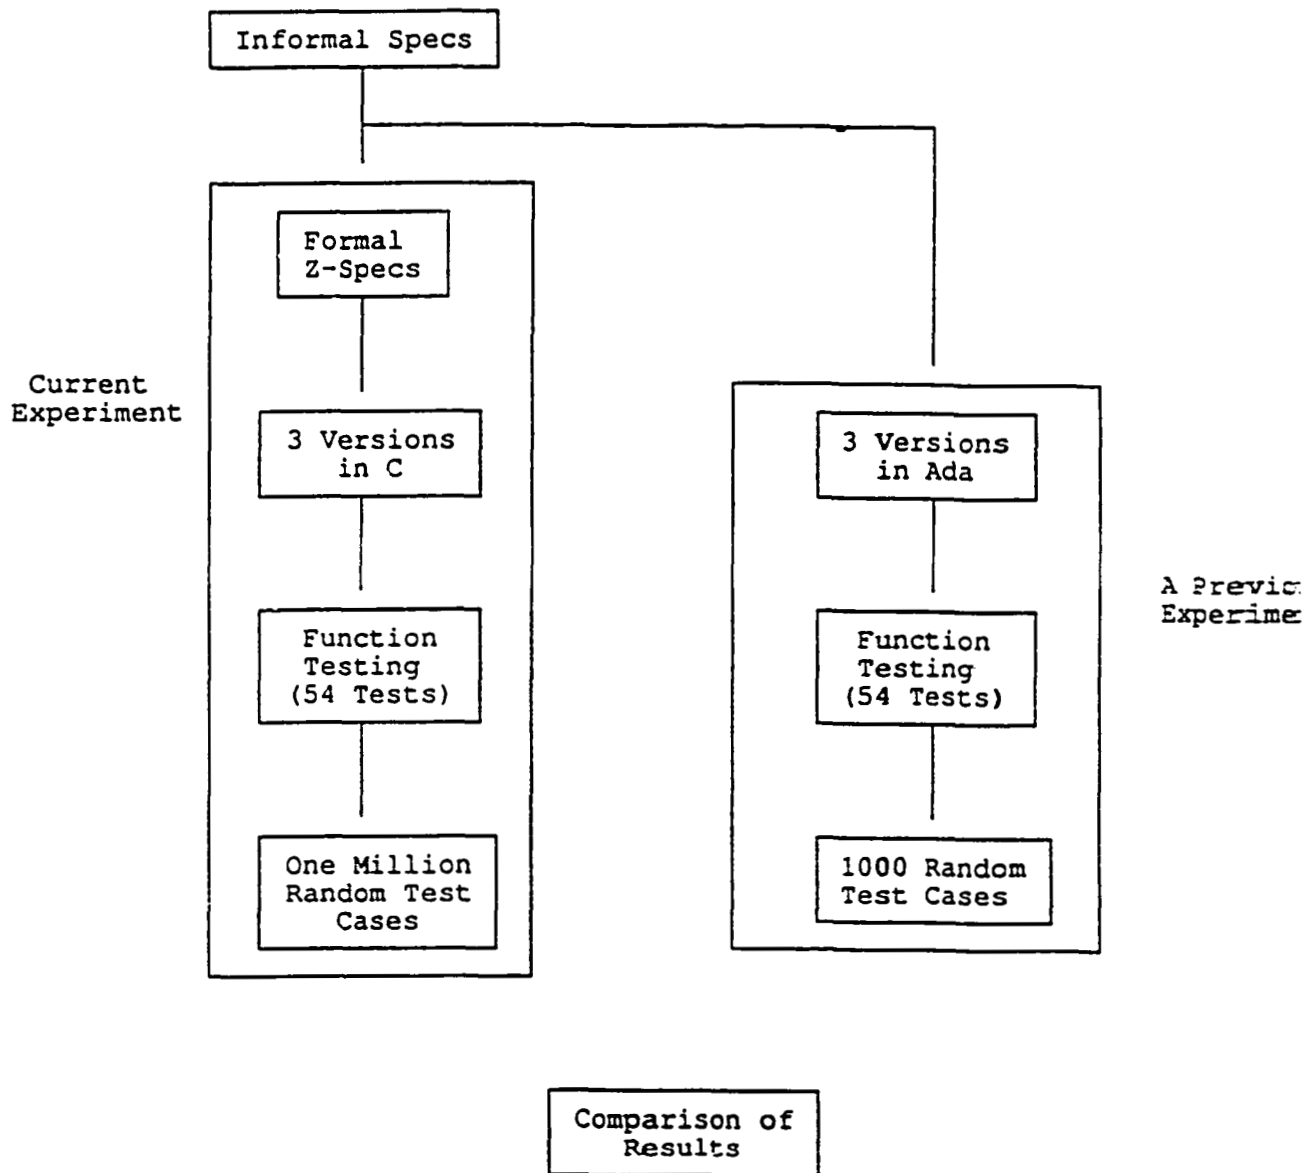 Informal Specs
Formal
Z-Specs
Current
Experiment
3 Versions
in C
3 Versions
in Ada
A
Function
Testing
(54 Tests)
Function
Testing
(54 Tests)
One Million
Random Test
Cases
1000 Random
Test Cases
Comparison of
Results